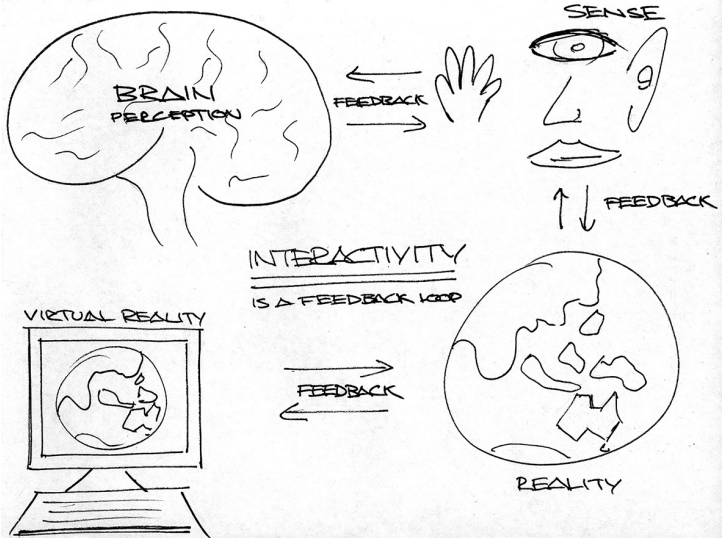 SENSE
BRAIN
PERCEPTION
FEEDBACK
FEEDBACK
INTERACTIVITY
IS A FEEDBACK LOOP
VIRTUAL REALITY
FEEDBACK
REALITY